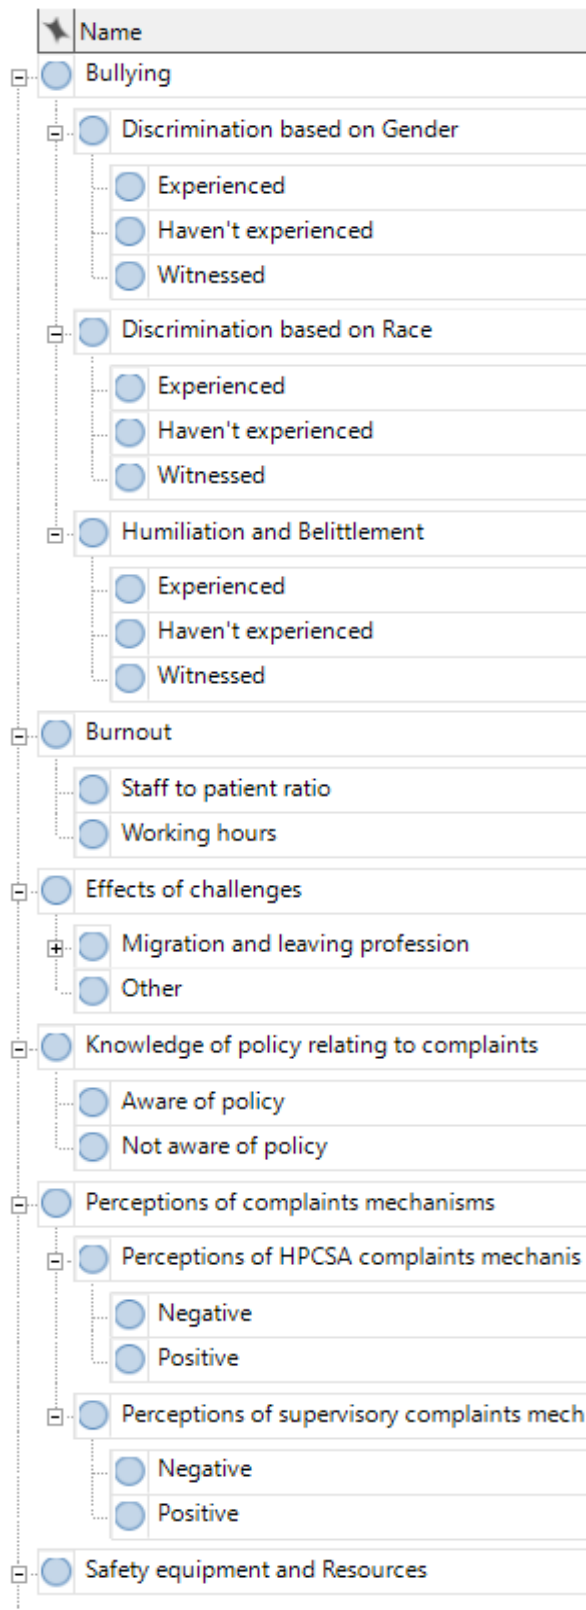 Name
Bullying
Discrimination based on Gender
Experienced
Haven't experienced
Witnessed
Discrimination based on Race
Experienced
Haven't experienced
Witnessed
Humiliation and Belittlement
Experienced
Haven't experienced
Witnessed
Burnout
Staff to patient ratio
Working hours
Effects of challenges
Migration and leaving profession
Other
Knowledge of policy relating to complaints
Aware of policy
Not aware of policy
Perceptions of complaints mechanisms
Perceptions of HPCSA complaints mechanis
Negative
Positive
Perceptions of supervisory complaints mech
Negative
Positive
Safety equipment and Resources